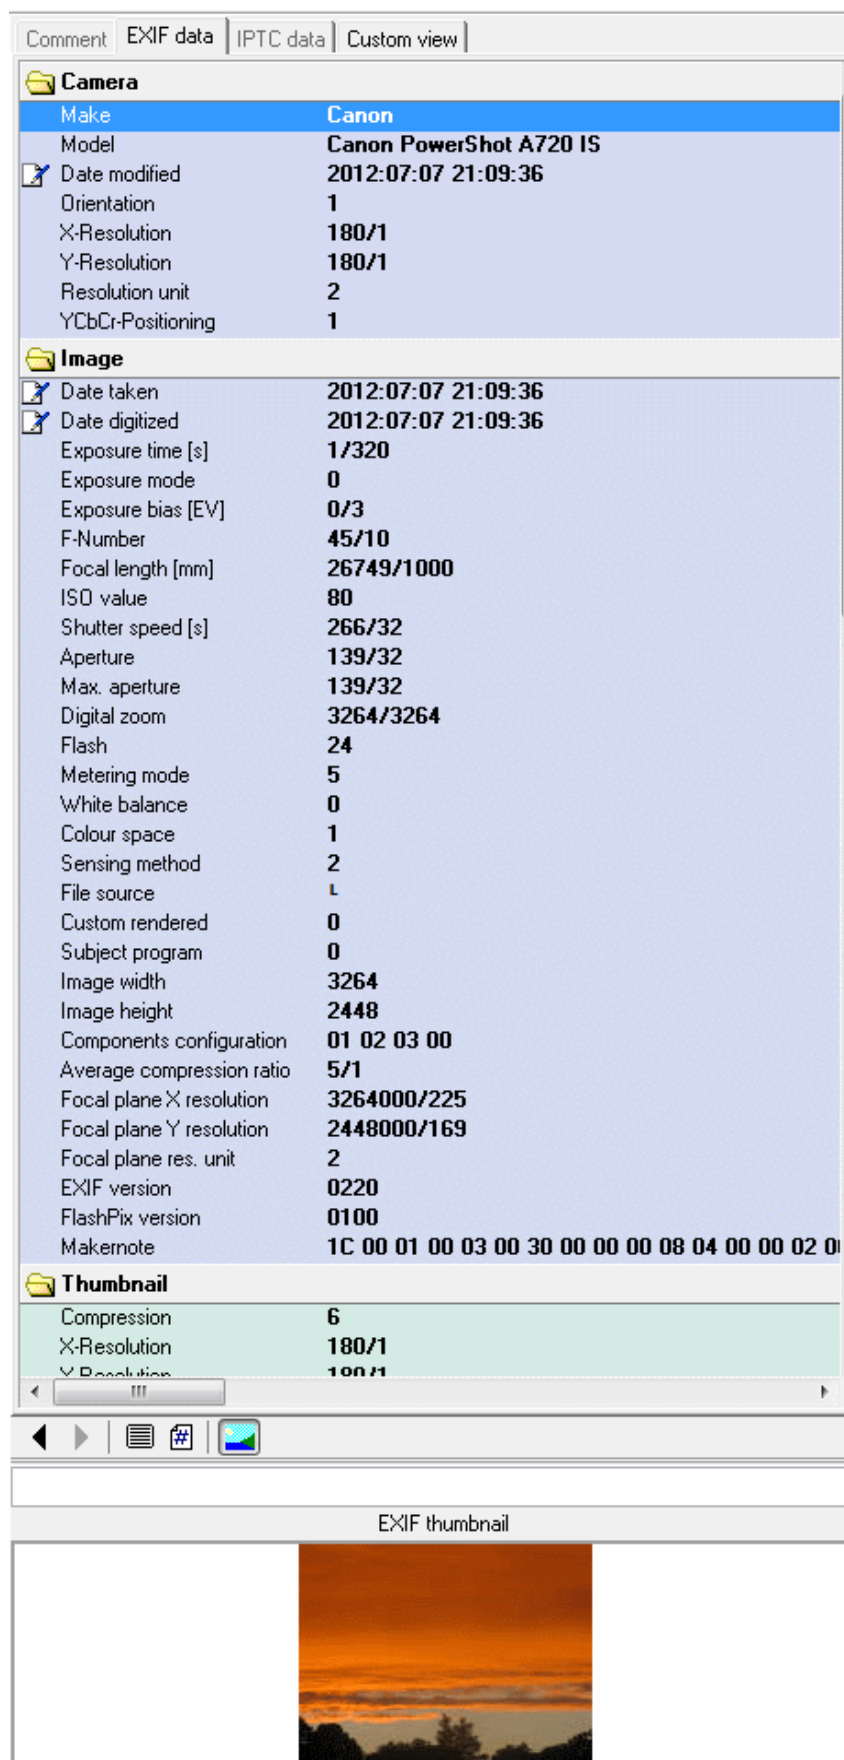 Comment EXIF data IPTC data Custom view
Camera
Make Canon
Model Canon PowerShot A720 IS
Date modified 2012:07:07 21:09:36
Orientation 1
X-Resolution 180/1
Y-Resolution 180/1
Resolution unit 2
YCbCr-Positioning 1
Image
Date taken 2012:07:07 21:09:36
Date digitized 2012:07:07 21:09:36
Exposure time [s] 1/320
Exposure mode 0
Exposure bias [EV] 0/3
F-Number 45/10
Focal length [mm] 26749/1000
ISO value 80
Shutter speed [s] 266/32
Aperture 139/32
Max. aperture 139/32
Digital zoom 3264/3264
Flash 24
Metering mode 5
White balance 0
Colour space 1
Sensing method 2
File source L
Custom rendered 0
Subject program 0
Image width 3264
Image height 2448
Components configuration 01 02 03 00
Average compression ratio 5/1
Focal plane X resolution 3264000/225
Focal plane Y resolution 2448000/169
Focal plane res. unit 2
EXIF version 0220
FlashPix version 0100
Makernote 1C 00 01 00 03 00 30 00 00 00 08 04 00 00 02 0
Thumbnail
Compression 6
X-Resolution 180/1
Y-Resolution 180/1
EXIF thumbnail